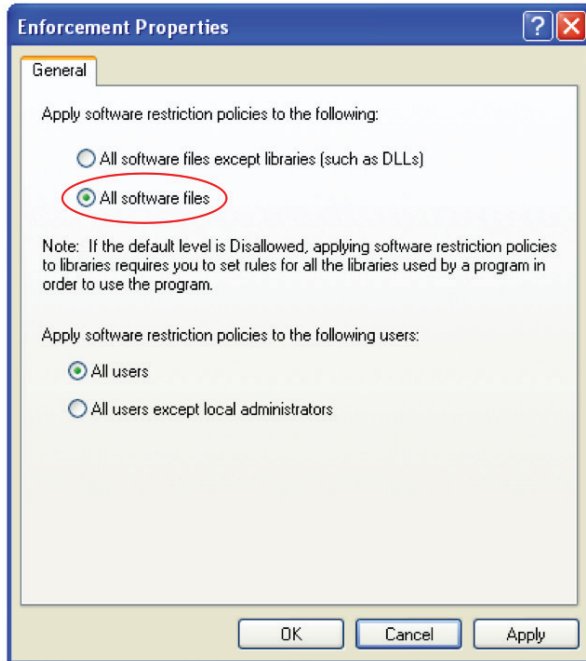 Enforcement Properties
General
Apply software restriction policies to the following:
All software files except libraries (such as DLLs)
All software files
Note: If the default level is Disallowed, applying software restriction policies
to libraries requires you to set rules for all the libraries used by a program in
order to use the program.
Apply software restriction policies to the following users:
All users
All users except local administrators
OK
Cancel
Apply